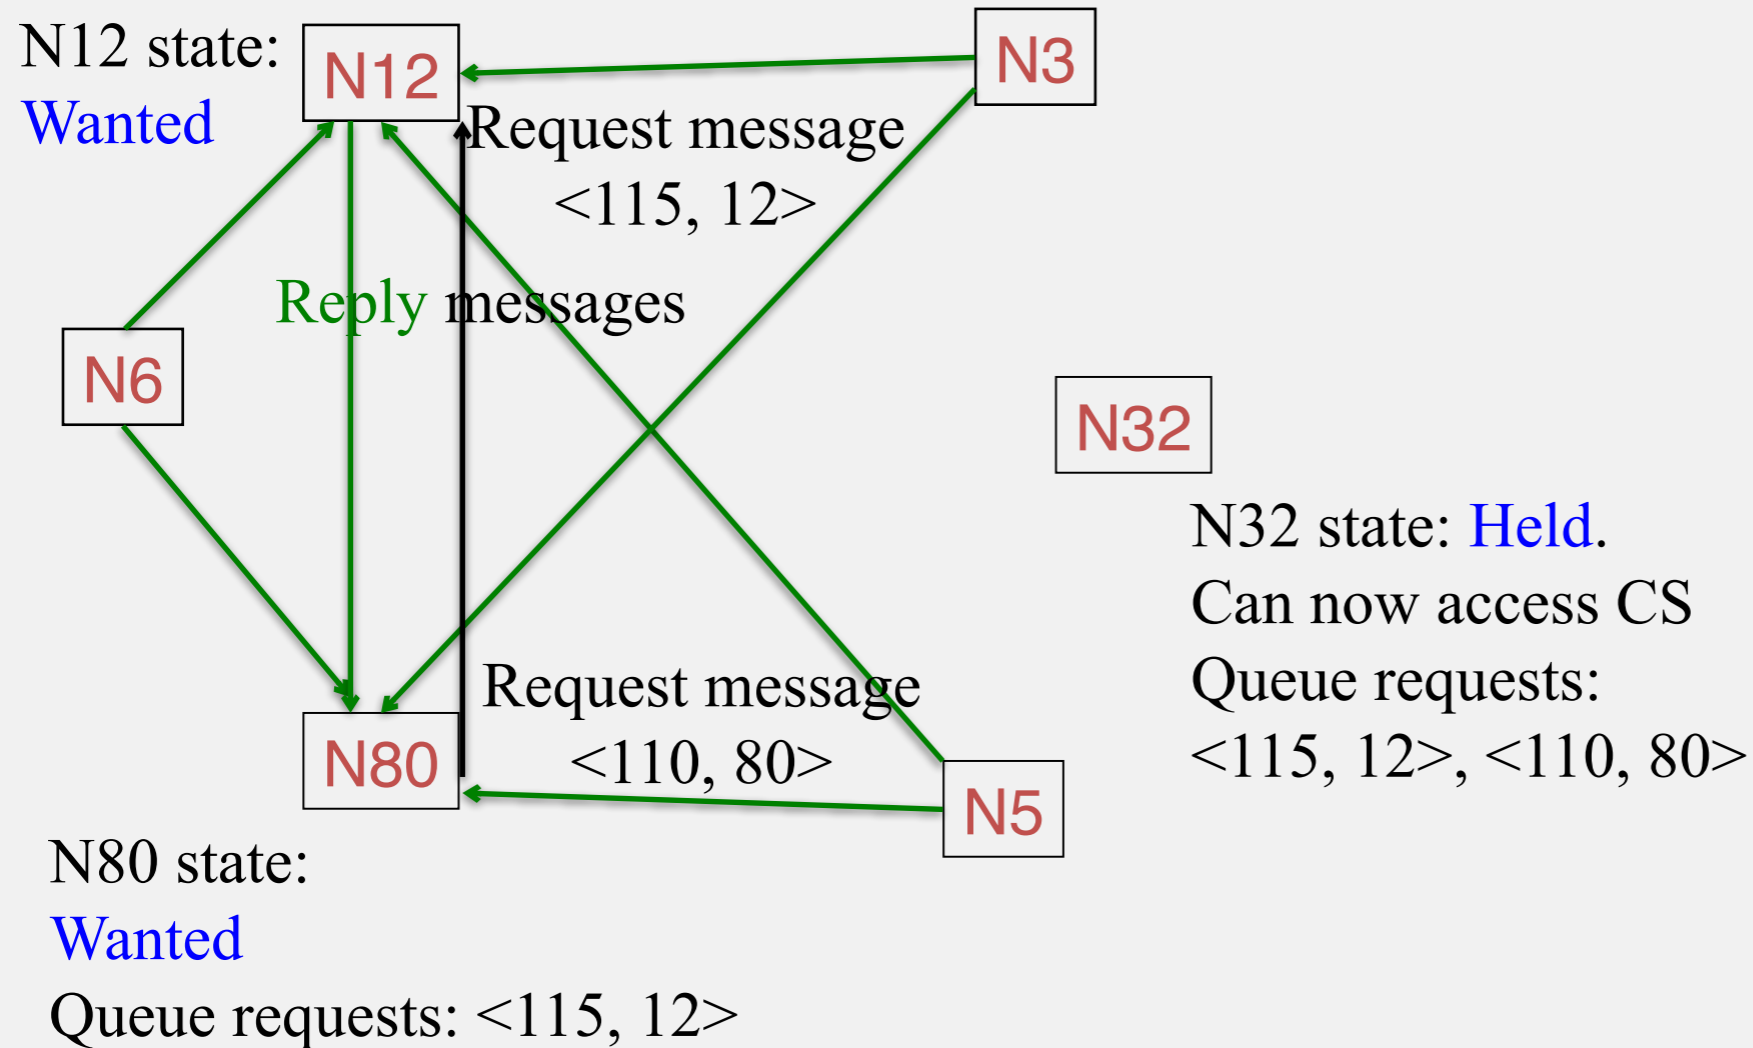 N12 state:
Wanted
N12
N3
Request message
<115, 12>
Reply messages
N6
N32
N32 state: Held.
Can now access CS
Queue requests:
<115, 12>, <110, 80>
Request message
<110, 80>
N80
N5
N80 state:
Wanted
Queue requests: <115, 12>